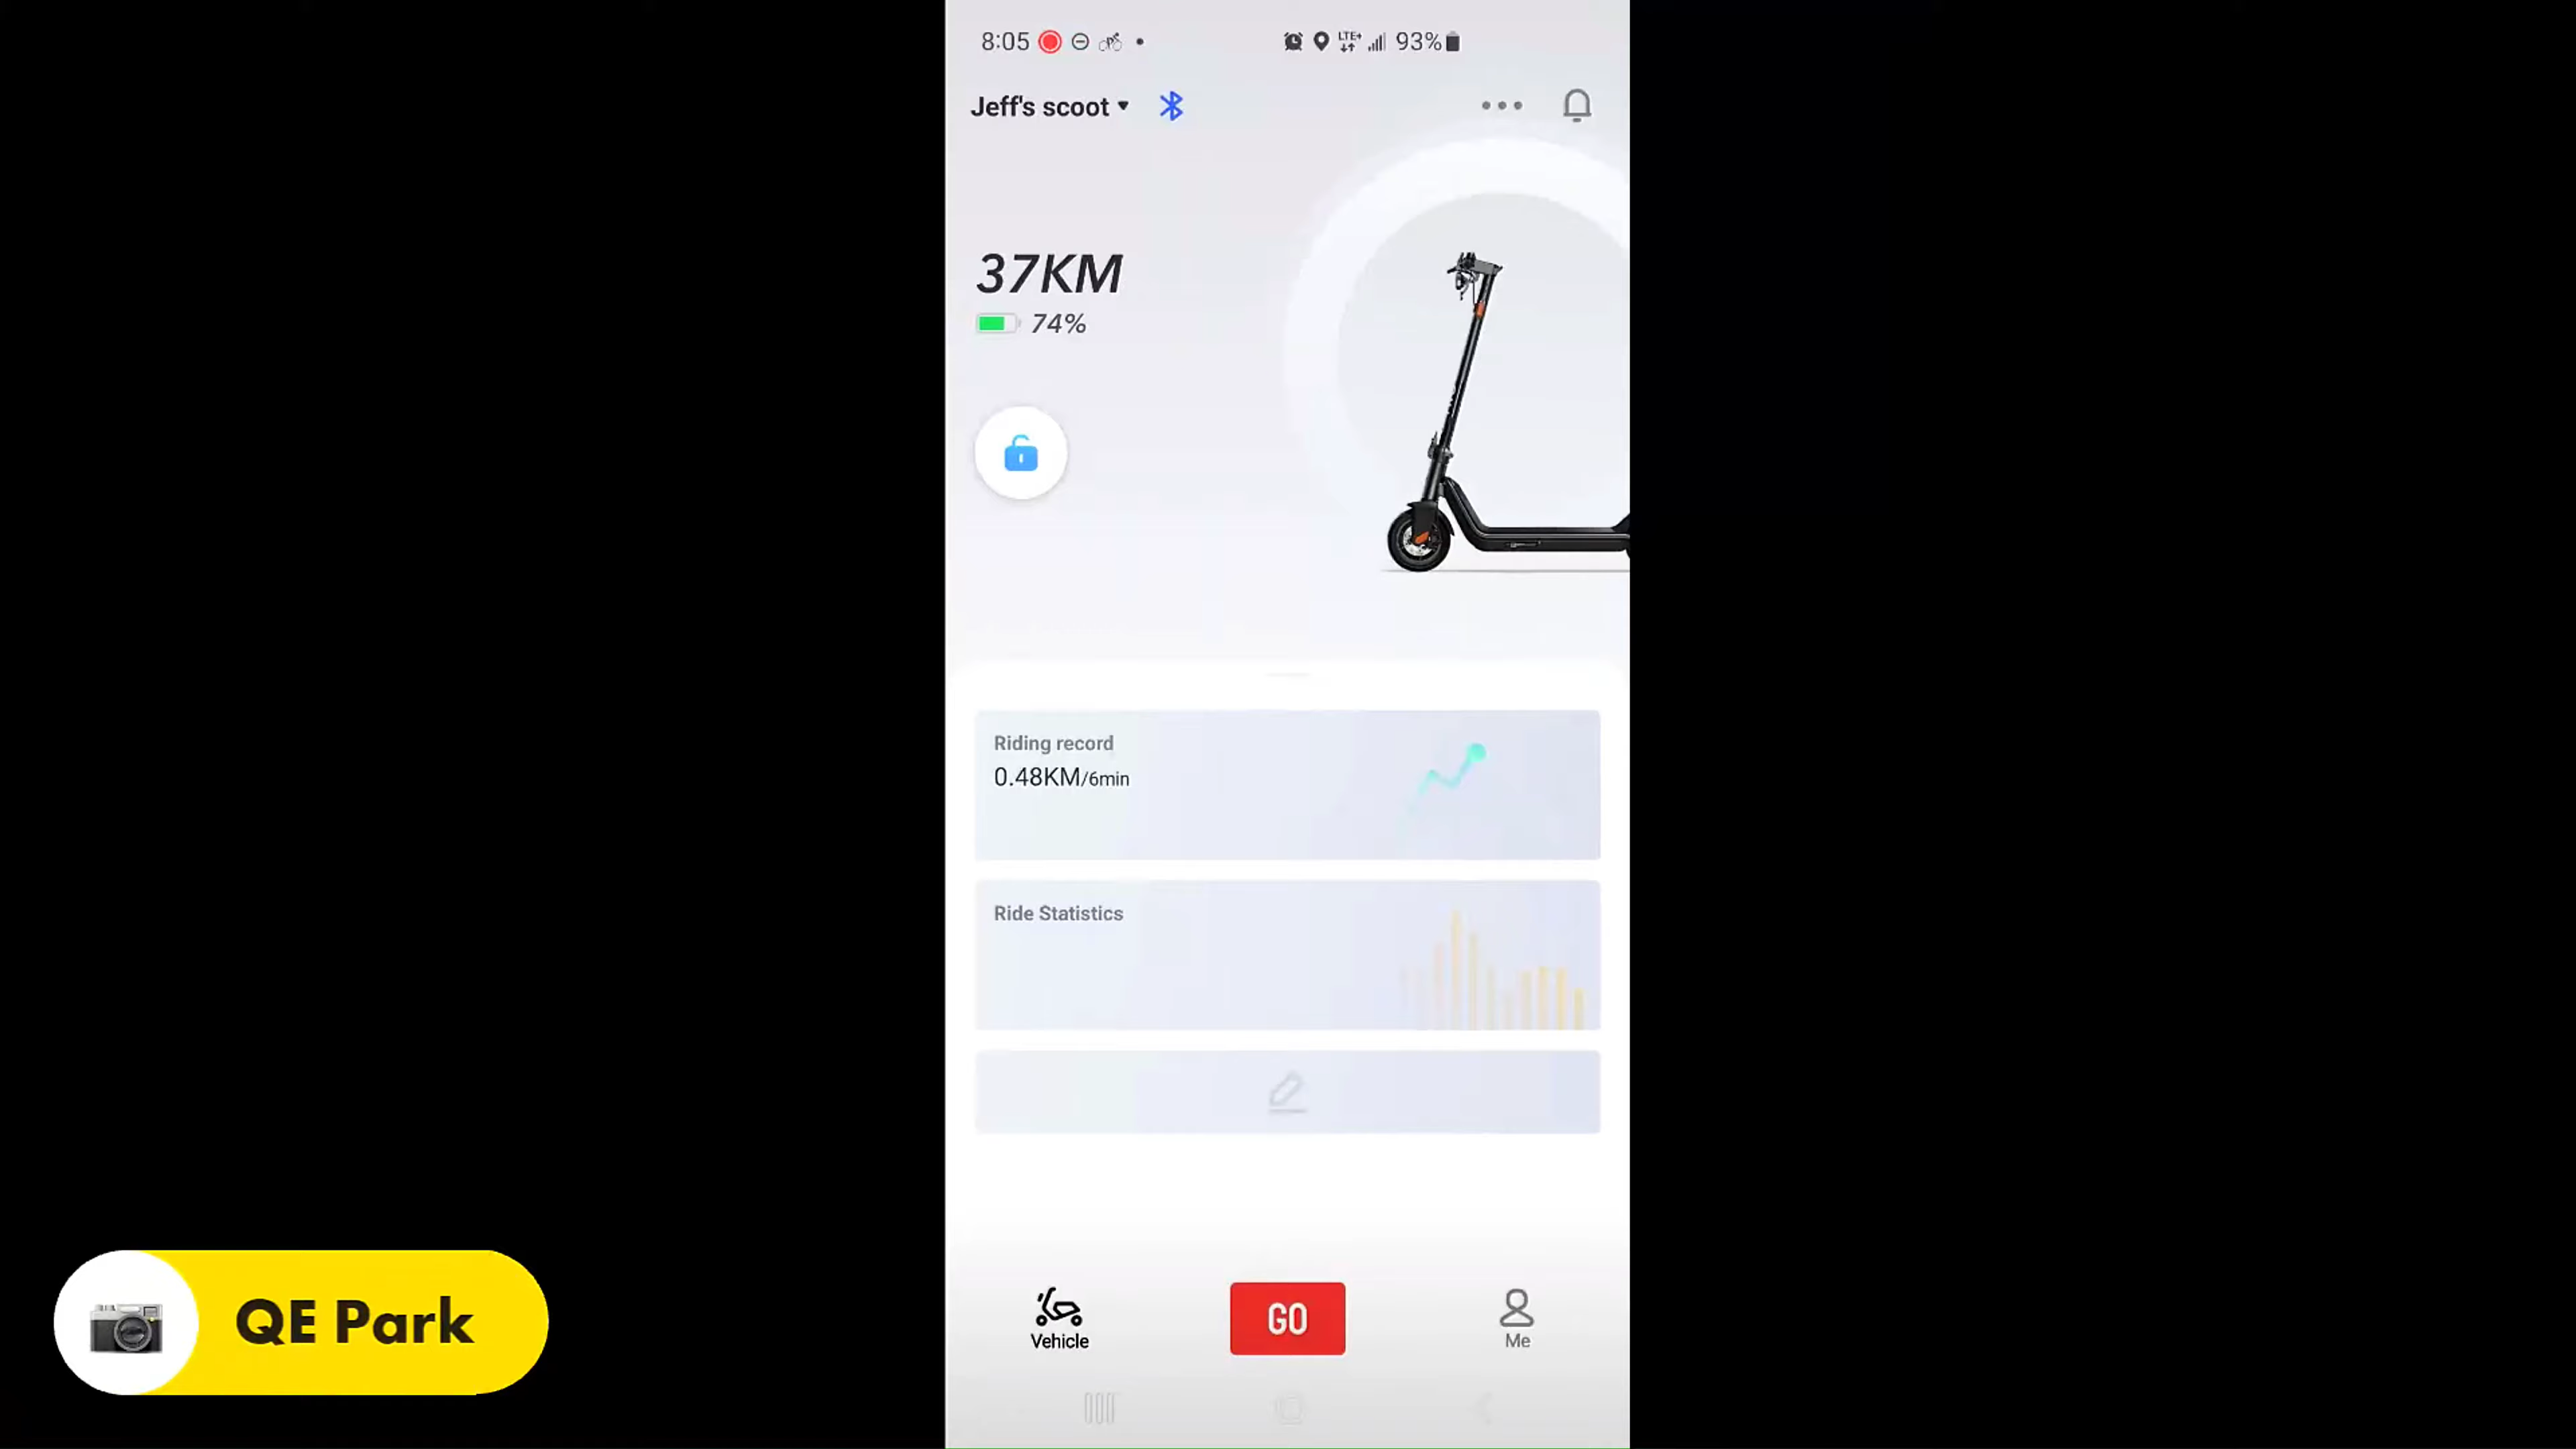 8:05
LTE+ 93%
Jeff's scoot
37KM
74%
Riding record
0.48KM/6min
Ride Statistics
Vehicle
GO
Me
QE Park